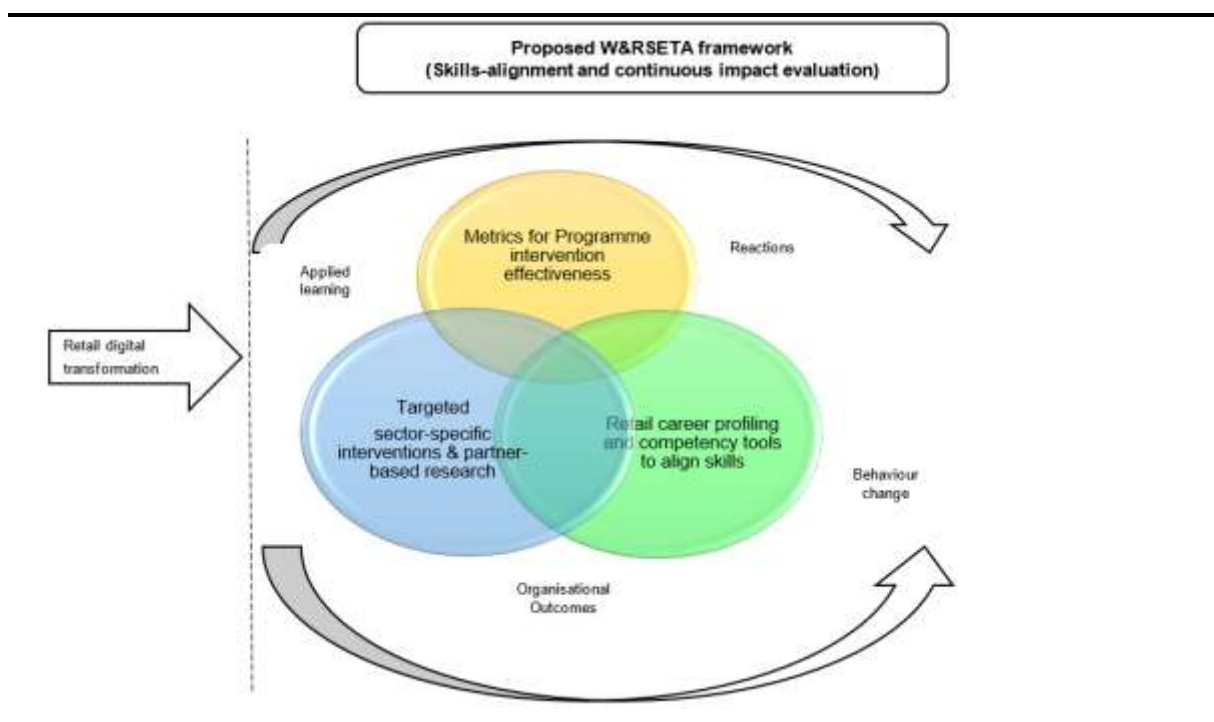 Proposed W&RSETA framework
(Skills-alignment and continuous impact evaluation)
Metrics for Programme
intervention
effectiveness
Reactions
Applied
learning
Retail digital
transformation
Targeted
sector-specific
interventions & partner-
based research
Retail career profiling
and competency tools
to align skills
Behaviour
change
Organisational
Outcomes